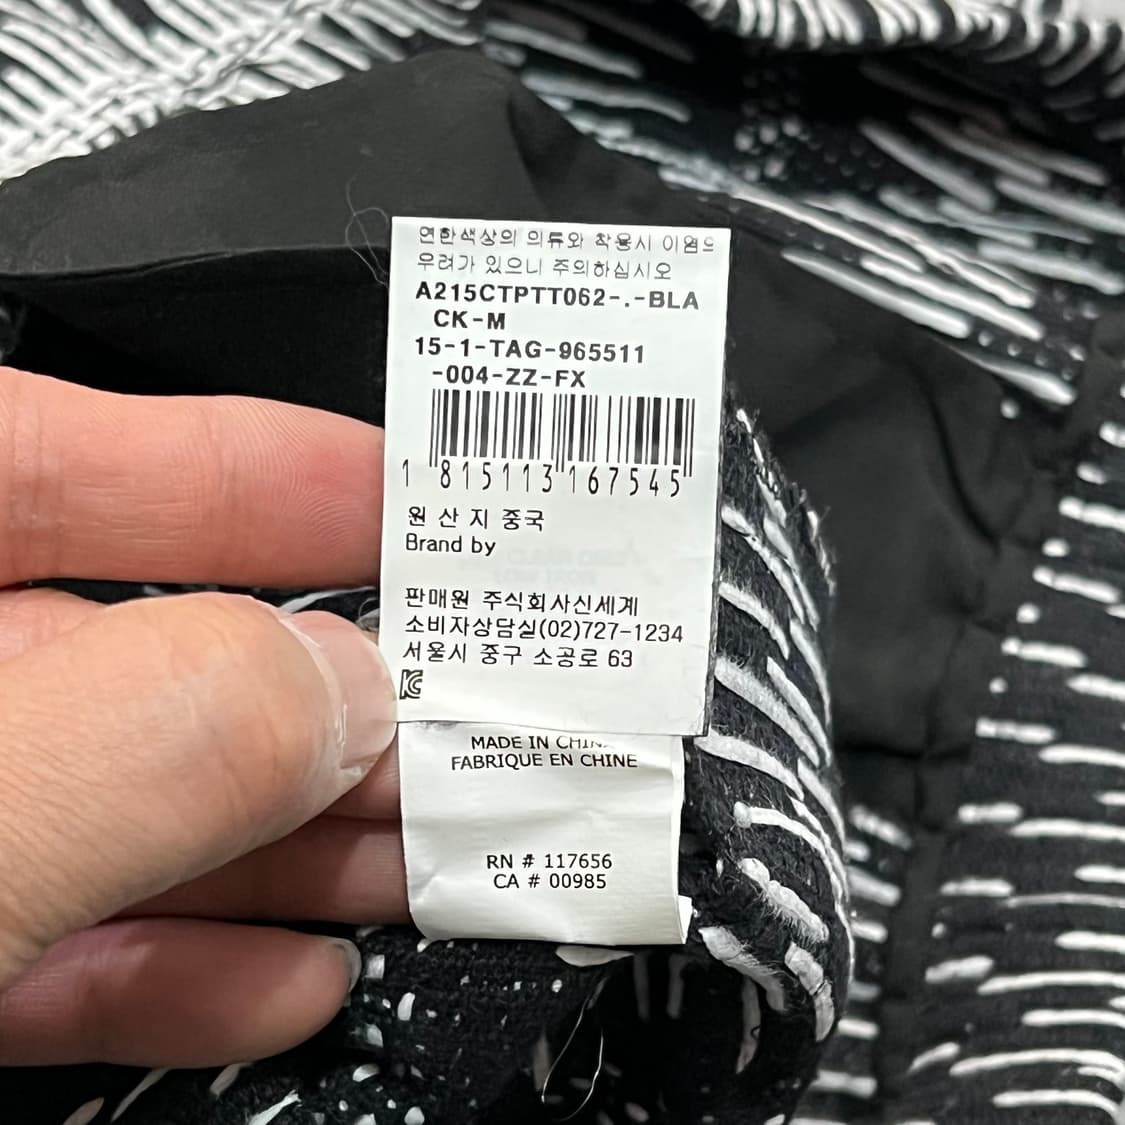 연한색상의 의류와 착용시 이염으
우려가 있으니 주의하십시오
A215CTPTT062-.-BLA
CK-M
15-1-TAG-965511
-004-ZZ-FX
1 815113 167545
원 산 지 중국
Brand by
판매원 주식회사신세계
소비자상담실(02)727-1234
서울시 중구 소공로 63
MADE IN CHINA
FABRIQUE EN CHINE
RN # 117656
CA # 00985